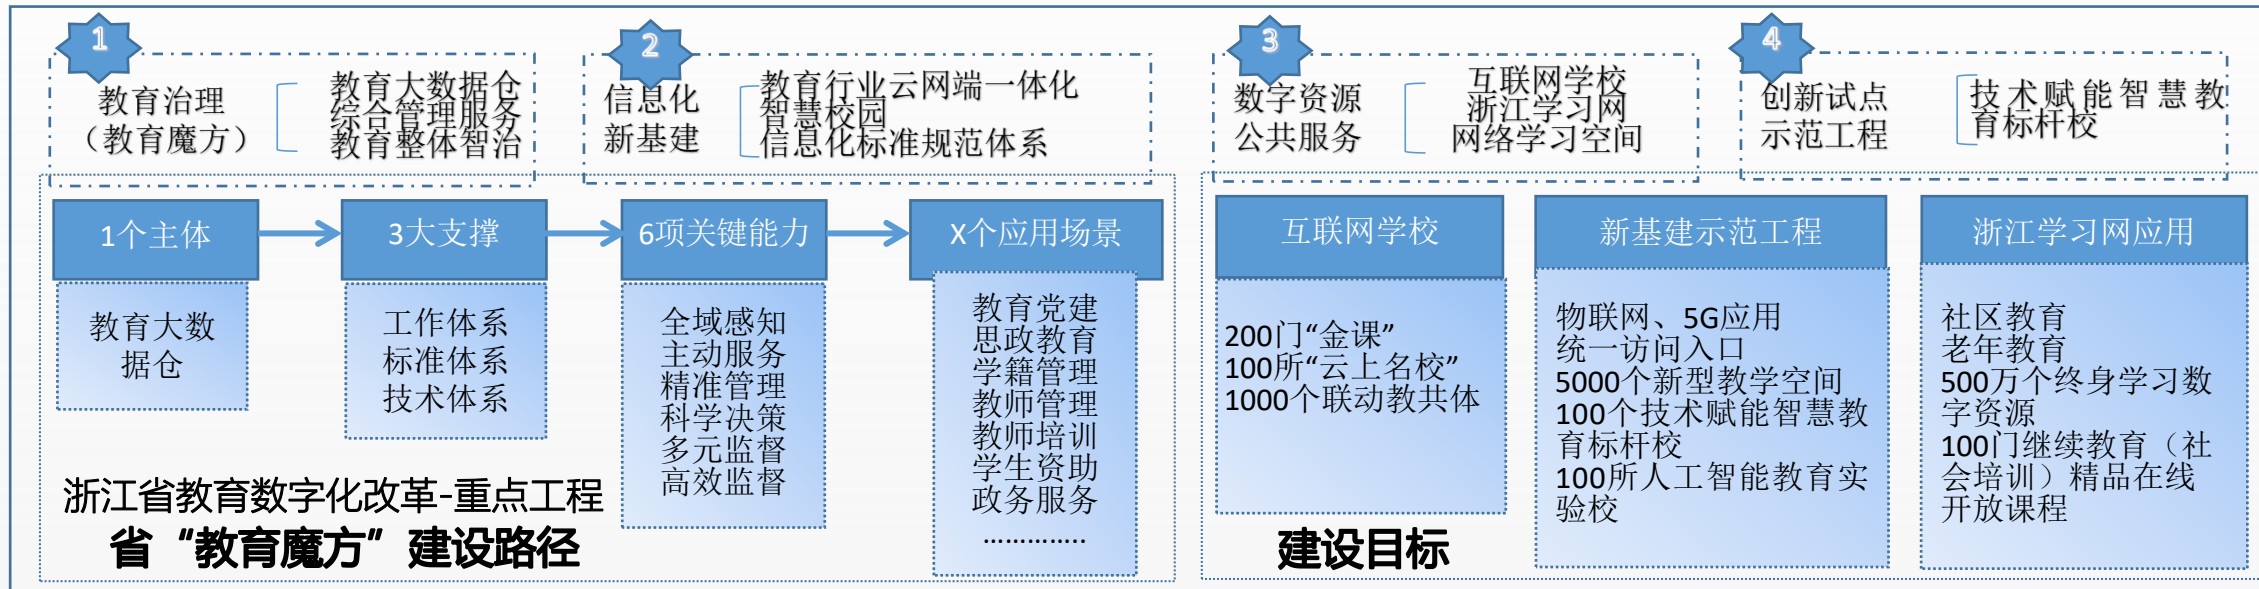 1
教育治理
（教育魔方）
教育大数据仓
综合管理服务
教育整体智治
2
信息化
新基建
教育行业云网端一体化
智慧校园
信息化标准规范体系
3
数字资源
公共服务
互联网学校
浙江学习网
网络学习空间
4
创新试点
示范工程
技术赋能智慧教
育标杆校
1个主体
教育大数
据仓
3大支撑
工作体系
标准体系
技术体系
6项关键能力
全域感知
主动服务
精准管理
科学决策
多元监督
高效监督
X个应用场景
教育党建
思政教育
学籍管理
教师管理
教师培训
学生资助
政务服务
…………..
浙江省教育数字化改革-重点工程
省“教育魔方”建设路径
互联网学校
200门“金课”
100所“云上名校”
1000个联动教共体
建设目标
新基建示范工程
物联网、5G应用
统一访问入口
5000个新型教学空间
100个技术赋能智慧教
育标杆校
100所人工智能教育实
验校
浙江学习网应用
社区教育
老年教育
500万个终身学习数
字资源
100门继续教育（社
会培训）精品在线
开放课程